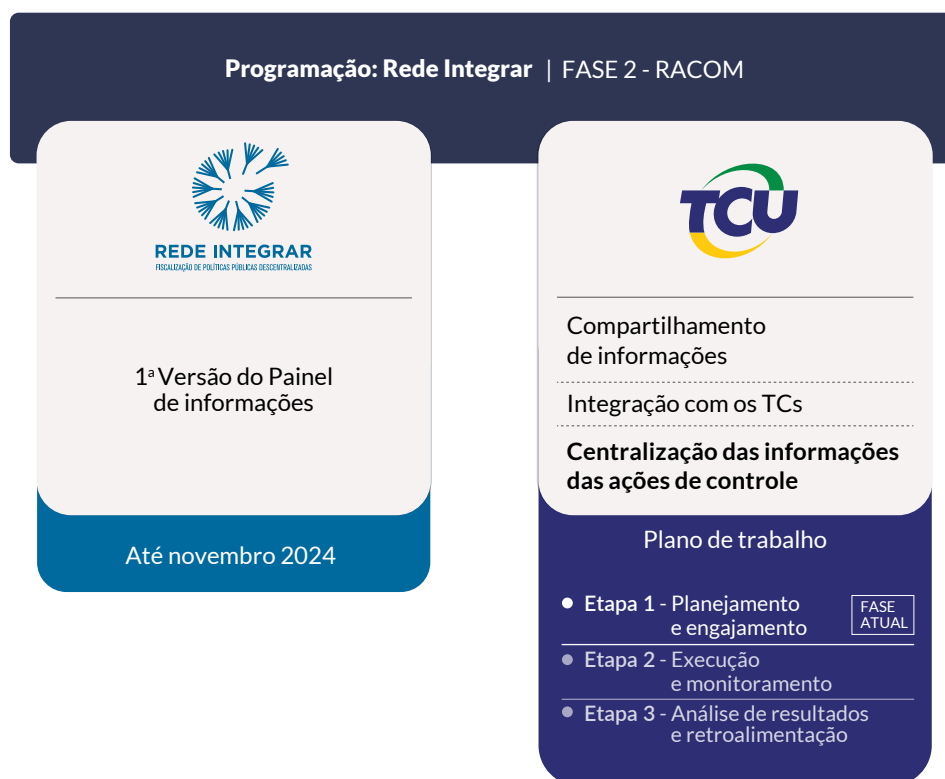 Programação: Rede Integrar | FASE 2 - RACOM
REDE INTEGRAR
FISCALIZAÇÃO DE POLÍTICAS PÚBLICAS DESCENTRALIZADAS
1ª Versão do Painel
de informações
Até novembro 2024
TCU
Compartilhamento
de informações
Integração com os TCs
Centralização das informações
das ações de controle
Plano de trabalho
Etapa 1 - Planejamento
e engajamento
FASE
ATUAL
Etapa 2 - Execução
e monitoramento
Etapa 3 - Análise de resultados
e retroalimentação